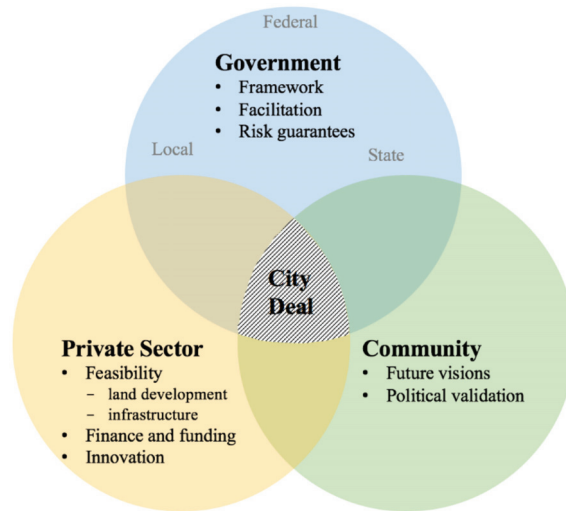 Federal
Government
• Framework
• Facilitation
• Risk guarantees
Local
State
City
Deal
Private Sector
• Feasibility
– land development
– infrastructure
• Finance and funding
• Innovation
Community
• Future visions
• Political validation